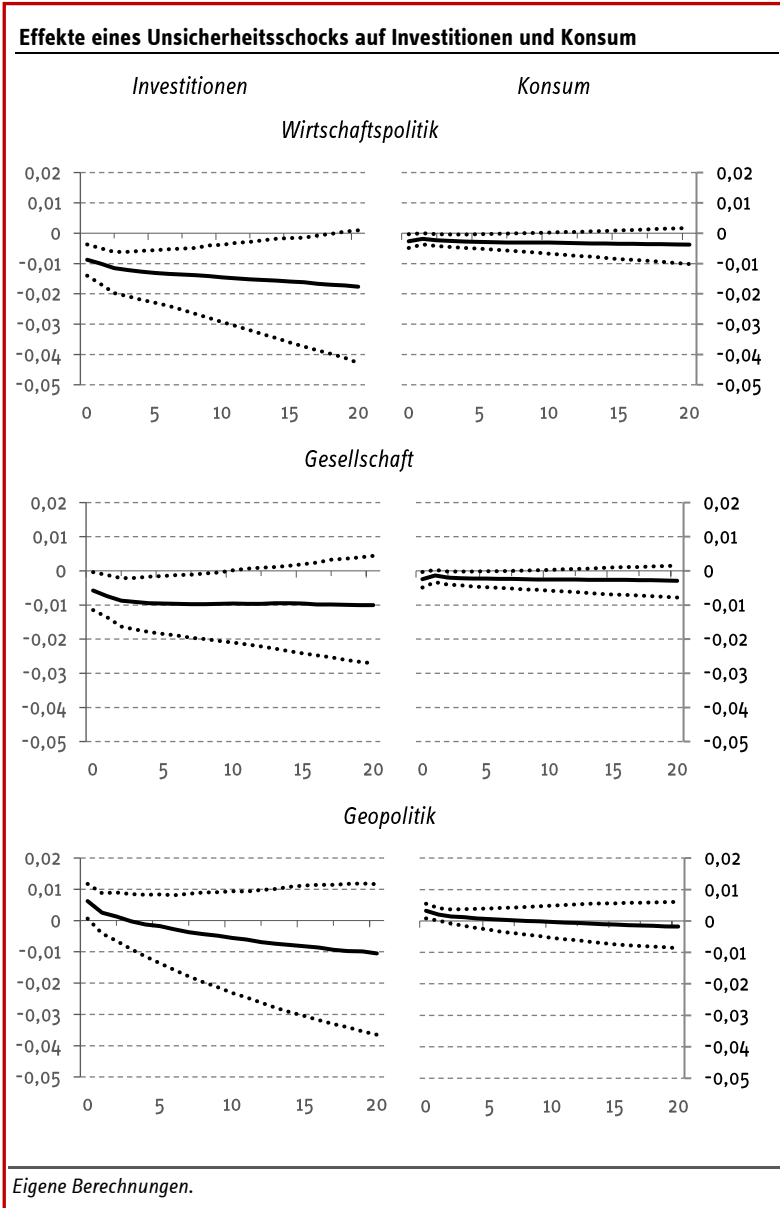 Effekte eines Unsicherheitsschocks auf Investitionen und Konsum
Investitionen Konsum
Wirtschaftspolitik
0,02 0,02
0,01 0,01
0 0
-0,01 -0,01
-0,02 -0,02
-0,03 -0,03
-0,04 -0,04
-0,05 -0,05
0 5 10 15 20 0 5 10 15 20
Gesellschaft
0,02 0,02
0,01 0,01
0 0
-0,01 -0,01
-0,02 -0,02
-0,03 -0,03
-0,04 -0,04
-0,05 -0,05
0 5 10 15 20 0 5 10 15 20
Geopolitik
0,02 0,02
0,01 0,01
0 0
-0,01 -0,01
-0,02 -0,02
-0,03 -0,03
-0,04 -0,04
-0,05 -0,05
0 5 10 15 20 0 5 10 15 20
Eigene Berechnungen.